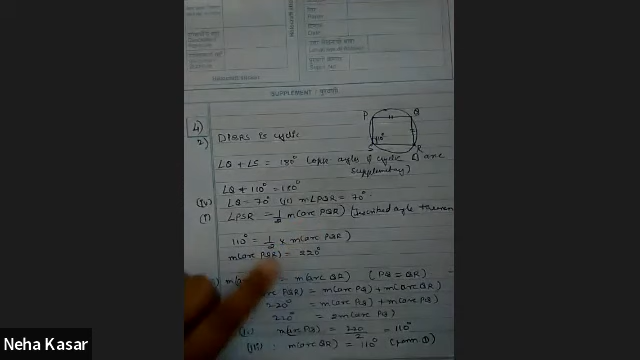 SUPPLEMENT : पुरवणी
4)
2) □PQRS is cyclic
P Q
S R
110°
∠Q + ∠S = 180° (opp angles of cyclic □ are
supplementary)
∠Q + 110° = 180°
(iv) ∠Q = 70° (ii) m∠PQR = 70°
(i) ∠PSR = 1/2 m(arc PQR) (Inscribed angle theorem
110° = 1/2 × m(arc PQR)
m(arc PQR) = 220°
= m(arc QR) (PQ = QR)
arc PQR) = m(arc PQ) + m(arc QR)
220° = m(arc PQ) + m(arc PQ)
220° = 2m(arc PQ)
m(arc PQ) = 220/2 = 110°
(iii) : m(arc QR) = 110° (from ①)
Neha Kasar